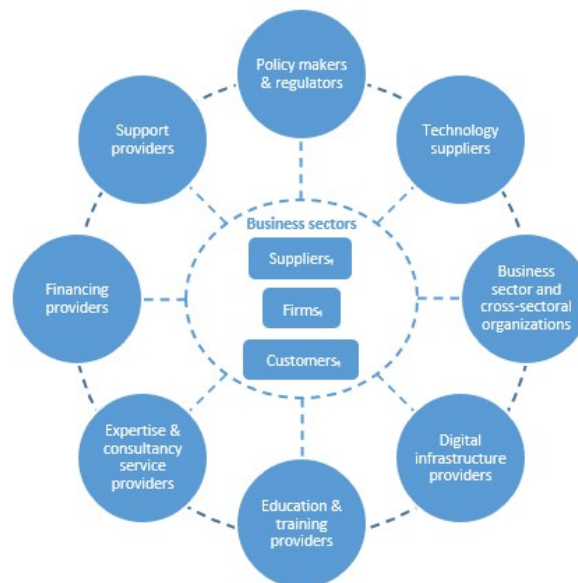 Policy makers
& regulators
Support
providers
Technology
suppliers
Business sectors
Suppliers¶
Firms¶
Customers¶
Financing
providers
Business
sector and
cross-sectoral
organizations
Expertise &
consultancy
service
providers
Digital
infrastructure
providers
Education &
training
providers